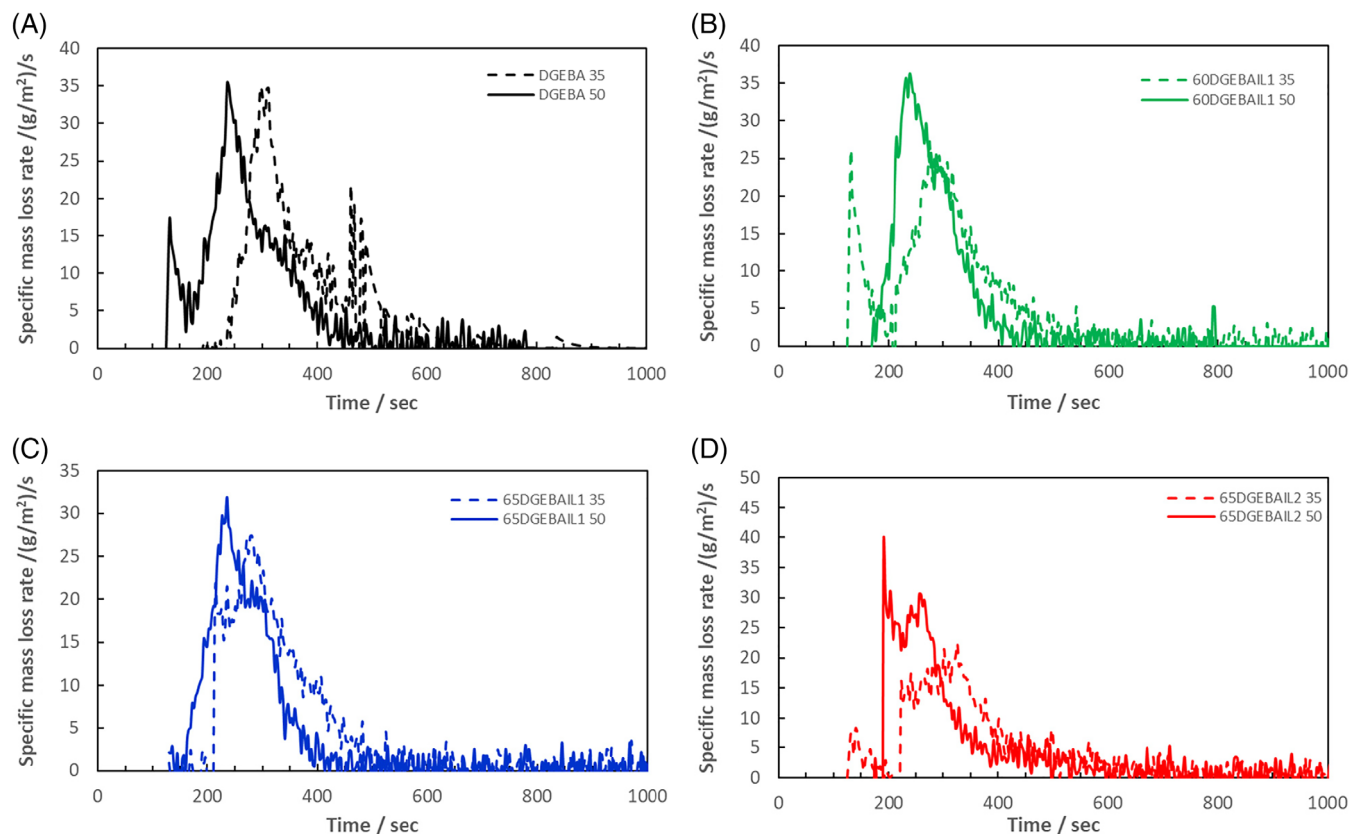 (A)
Specific mass loss rate /(g/m²)/s
40
35
30
25
20
15
10
5
0
DGEBA 35
DGEBA 50
0 200 400 600 800 1000
Time / sec
(B)
Specific mass loss rate /(g/m²)/s
40
35
30
25
20
15
10
5
0
60DGEBAIL1 35
60DGEBAIL1 50
0 200 400 600 800 1000
Time / sec
(C)
Specific mass loss rate /(g/m²)/s
35
30
25
20
15
10
5
0
65DGEBAIL1 35
65DGEBAIL1 50
0 200 400 600 800 1000
Time / sec
(D)
Specific mass loss rate /(g/m²)/s
50
45
40
35
30
25
20
15
10
5
0
65DGEBAIL2 35
65DGEBAIL2 50
0 200 400 600 800 1000
Time / sec